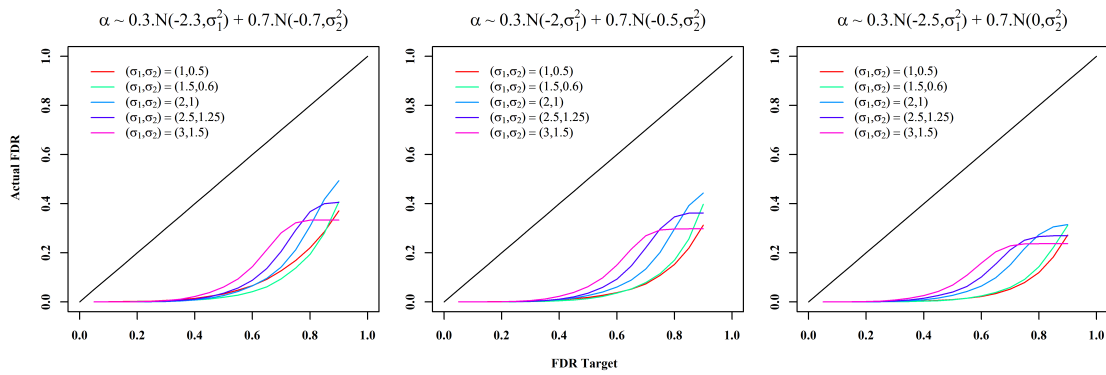 α ~ 0.3.N(-2.3,σ₁²) + 0.7.N(-0.7,σ₂²)
α ~ 0.3.N(-2,σ₁²) + 0.7.N(-0.5,σ₂²)
α ~ 0.3.N(-2.5,σ₁²) + 0.7.N(0,σ₂²)
Actual FDR
1.0
0.8
0.6
0.4
0.2
0.0
(σ₁,σ₂) = (1,0.5)
(σ₁,σ₂) = (1.5,0.6)
(σ₁,σ₂) = (2,1)
(σ₁,σ₂) = (2.5,1.25)
(σ₁,σ₂) = (3,1.5)
0.0 0.2 0.4 0.6 0.8 1.0
1.0
0.8
0.6
0.4
0.2
0.0
(σ₁,σ₂) = (1,0.5)
(σ₁,σ₂) = (1.5,0.6)
(σ₁,σ₂) = (2,1)
(σ₁,σ₂) = (2.5,1.25)
(σ₁,σ₂) = (3,1.5)
0.0 0.2 0.4 0.6 0.8 1.0
1.0
0.8
0.6
0.4
0.2
0.0
(σ₁,σ₂) = (1,0.5)
(σ₁,σ₂) = (1.5,0.6)
(σ₁,σ₂) = (2,1)
(σ₁,σ₂) = (2.5,1.25)
(σ₁,σ₂) = (3,1.5)
0.0 0.2 0.4 0.6 0.8 1.0
FDR Target